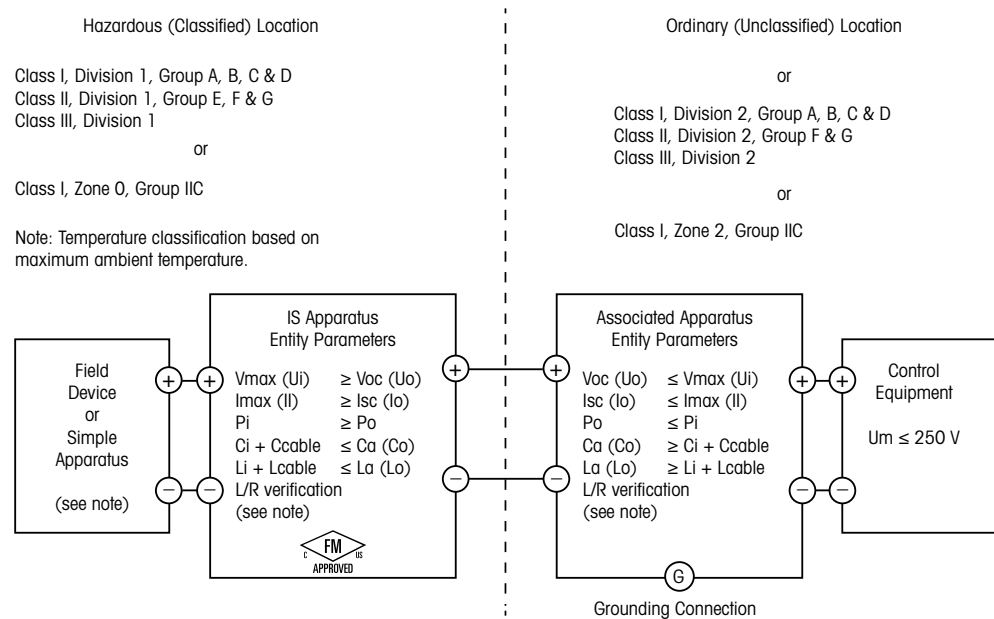 Hazardous (Classified) Location
Class I, Division 1, Group A, B, C & D
Class II, Division 1, Group E, F & G
Class III, Division 1
or
Class I, Zone 0, Group IIC
Note: Temperature classification based on
maximum ambient temperature.
Ordinary (Unclassified) Location
or
Class I, Division 2, Group A, B, C & D
Class II, Division 2, Group F & G
Class III, Division 2
or
Class I, Zone 2, Group IIC
Field
Device
or
Simple
Apparatus
(see note)
+
−
+
−
IS Apparatus
Entity Parameters
Vmax (Ui) ≥ Voc (Uo)
Imax (II) ≥ Isc (Io)
Pi ≥ Po
Ci + Ccable ≤ Ca (Co)
Li + Lcable ≤ La (Lo)
L/R verification
(see note)
C FM US
APPROVED
+
−
+
−
Associated Apparatus
Entity Parameters
Voc (Uo) ≤ Vmax (Ui)
Isc (Io) ≤ Imax (II)
Po ≤ Pi
Ca (Co) ≥ Ci + Ccable
La (Lo) ≥ Li + Lcable
L/R verification
(see note)
G
Grounding Connection
+
−
+
−
Control
Equipment
Um ≤ 250 V